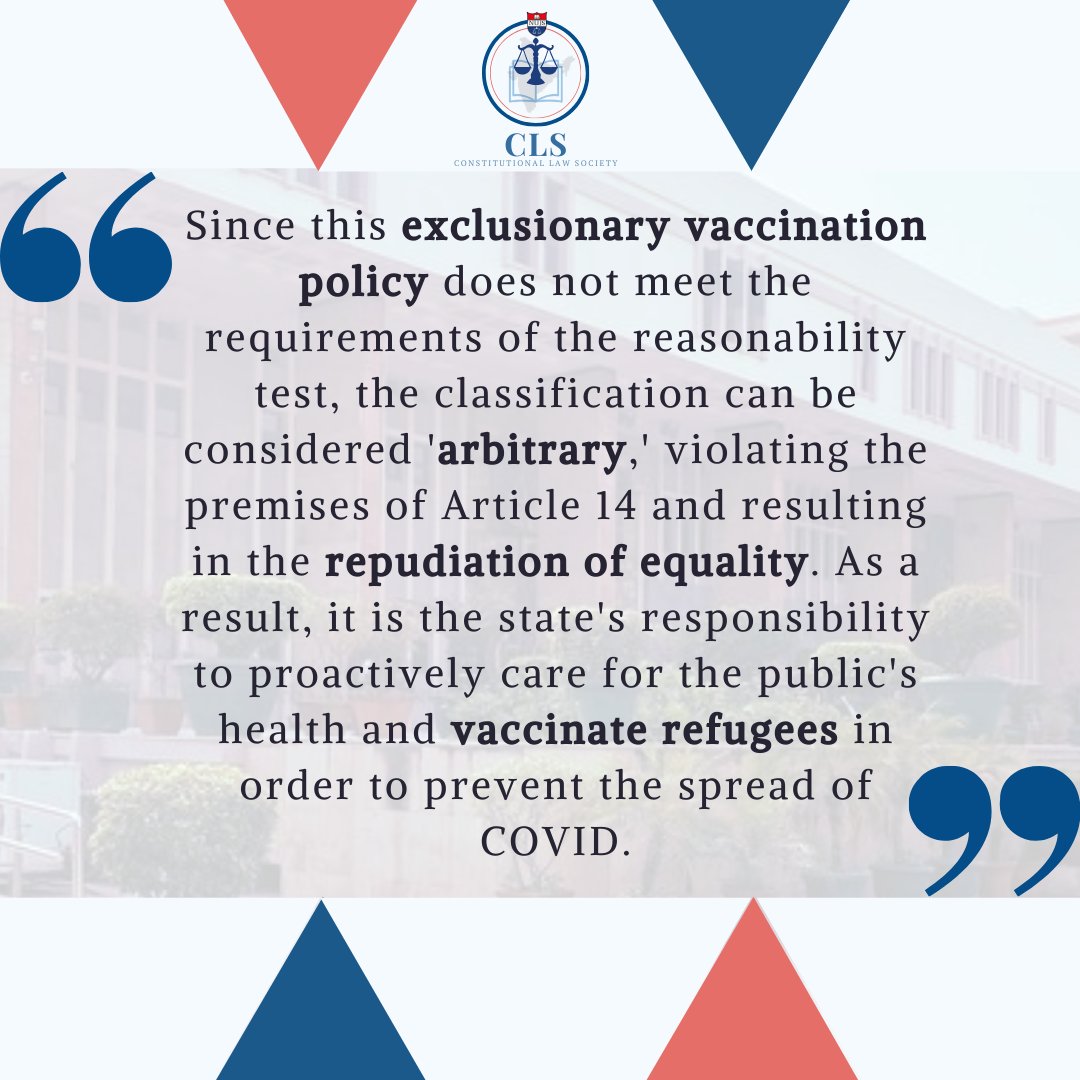 NUJS
CLS
CONSTITUTIONAL LAW SOCIETY
Since this exclusionary vaccination
policy does not meet the
requirements of the reasonability
test, the classification can be
considered 'arbitrary,' violating the
premises of Article 14 and resulting
in the repudiation of equality. As a
result, it is the state's responsibility
to proactively care for the public's
health and vaccinate refugees in
order to prevent the spread of
COVID.